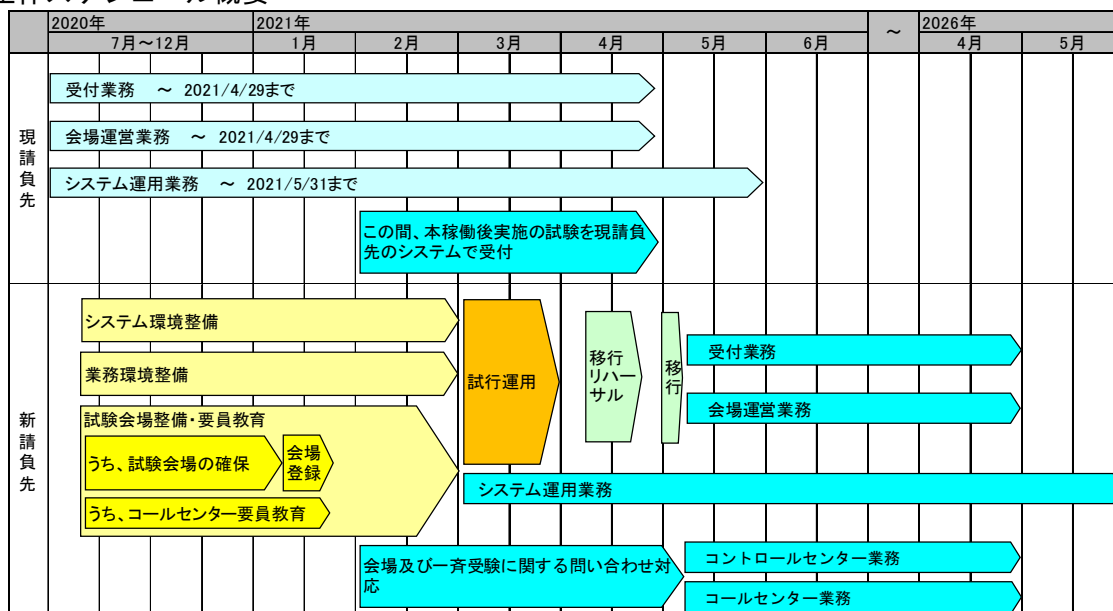 全体スケジュール概要
2020年 2021年 ～ 2026年
7月～12月 1月 2月 3月 4月 5月 6月 4月 5月
現請負先
受付業務 ～ 2021/4/29まで
会場運営業務 ～ 2021/4/29まで
システム運用業務 ～ 2021/5/31まで
この間、本稼働後実施の試験を現請負
先のシステムで受付
新請負先
システム環境整備
業務環境整備
試験会場整備・要員教育
うち、試験会場の確保
会場
登録
うち、コールセンター要員教育
試行運用
移行
リハー
サル
移行
受付業務
会場運営業務
システム運用業務
会場及び一斉受験に関する問い合わせ対
応
コントロールセンター業務
コールセンター業務